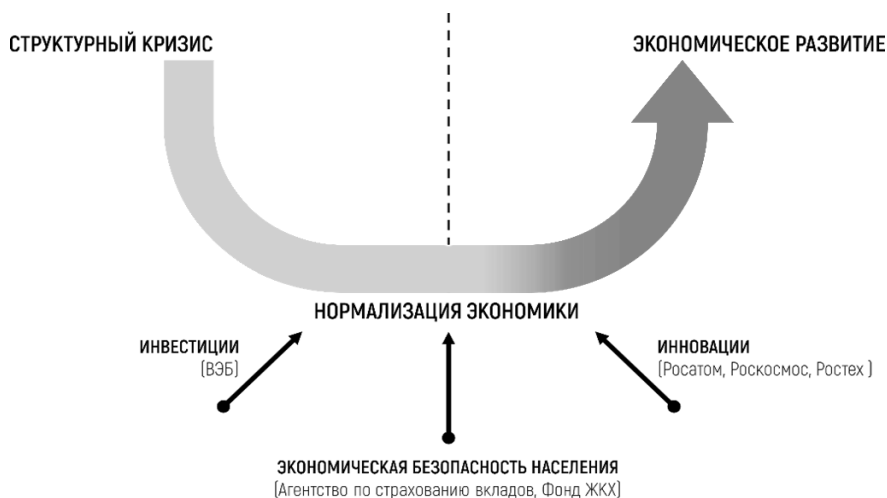 СТРУКТУРНЫЙ КРИЗИС
ЭКОНОМИЧЕСКОЕ РАЗВИТИЕ
НОРМАЛИЗАЦИЯ ЭКОНОМИКИ
ИНВЕСТИЦИИ
(ВЭБ)
ИННОВАЦИИ
(Росатом, Роскосмос, Ростех )
ЭКОНОМИЧЕСКАЯ БЕЗОПАСНОСТЬ НАСЕЛЕНИЯ
(Агентство по страхованию вкладов, Фонд ЖКХ)